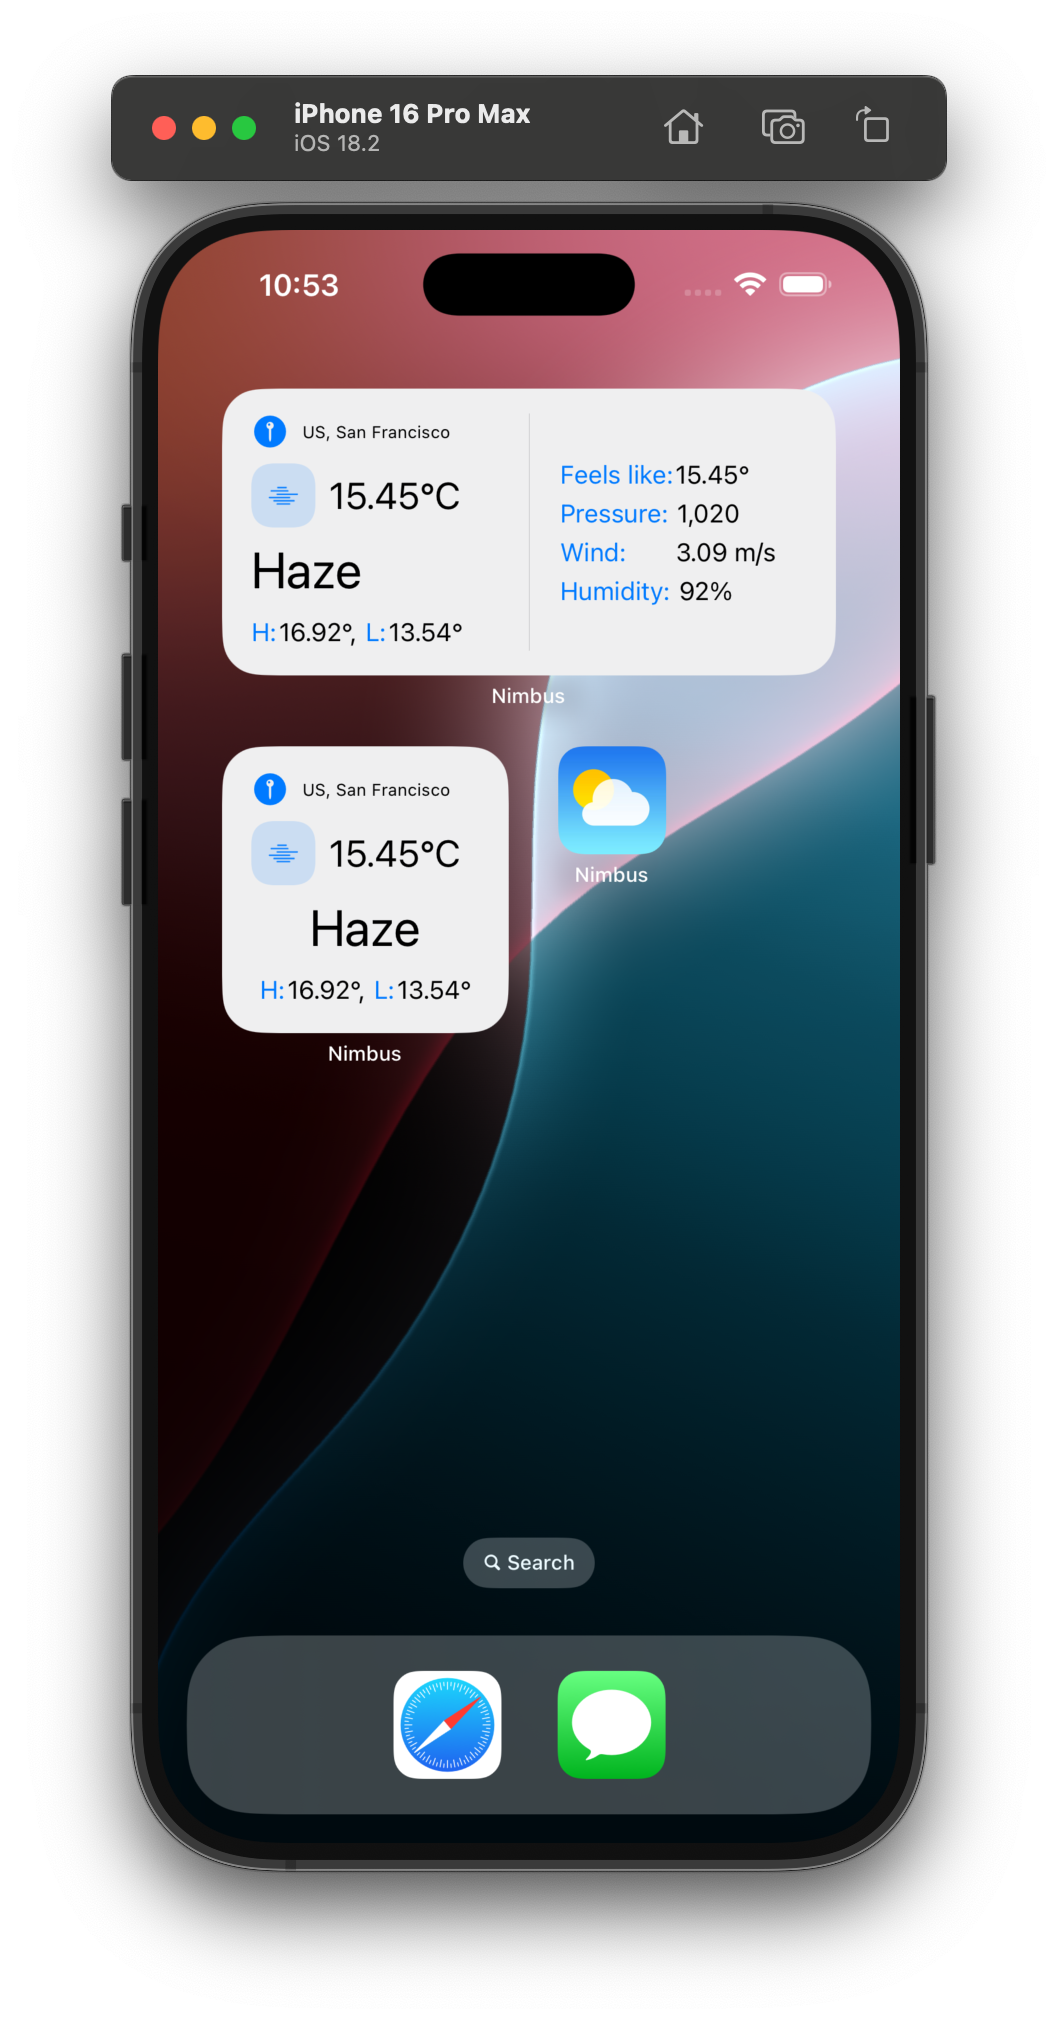 iPhone 16 Pro Max
iOS 18.2
10:53
US, San Francisco
15.45°C
Haze
H: 16.92°, L: 13.54°
Feels like: 15.45°
Pressure: 1,020
Wind: 3.09 m/s
Humidity: 92%
Nimbus
US, San Francisco
15.45°C
Haze
H: 16.92°, L: 13.54°
Nimbus
Nimbus
Search